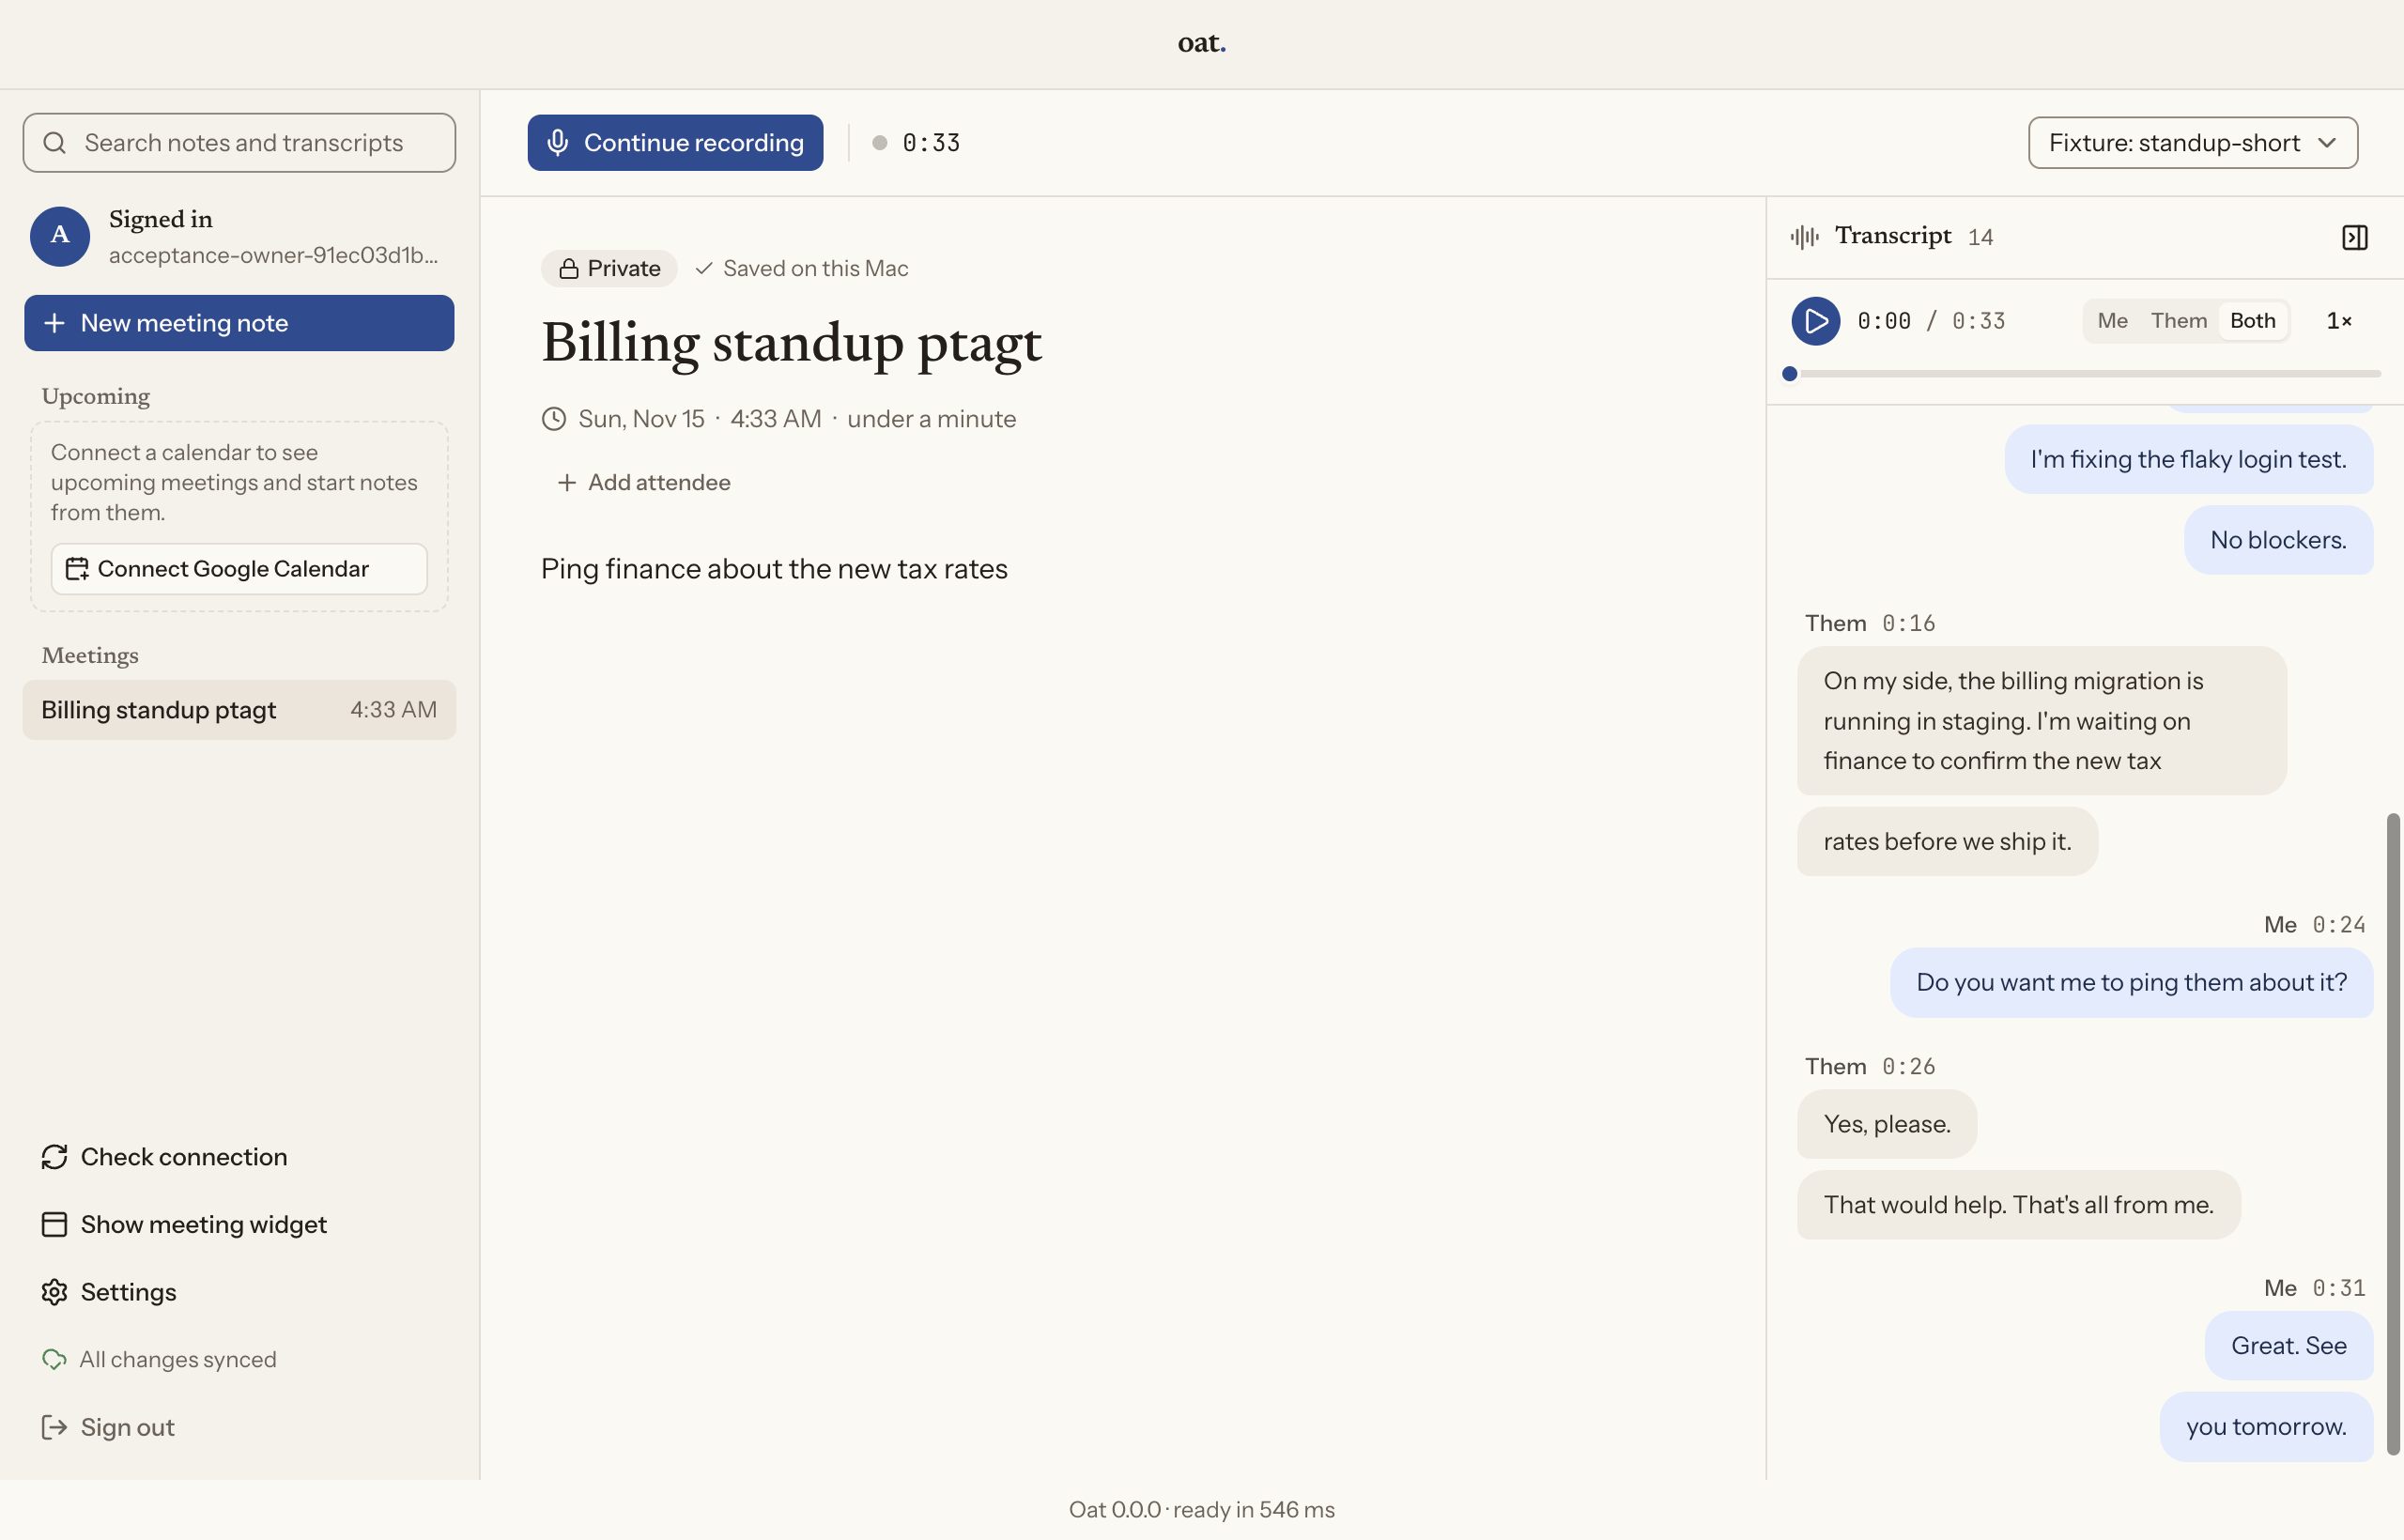 oat.
Search notes and transcripts
A
Signed in
acceptance-owner-91ec03d1b...
New meeting note
Upcoming
Connect a calendar to see
upcoming meetings and start notes
from them.
Connect Google Calendar
Meetings
Billing standup ptagt 4:33 AM
Check connection
Show meeting widget
Settings
All changes synced
Sign out
Continue recording
0:33
Fixture: standup-short
Private
Saved on this Mac
Billing standup ptagt
Sun, Nov 15 · 4:33 AM · under a minute
Add attendee
Ping finance about the new tax rates
Transcript 14
0:00 / 0:33 Me Them Both 1×
I'm fixing the flaky login test.
No blockers.
Them 0:16
On my side, the billing migration is
running in staging. I'm waiting on
finance to confirm the new tax
rates before we ship it.
Me 0:24
Do you want me to ping them about it?
Them 0:26
Yes, please.
That would help. That's all from me.
Me 0:31
Great. See
you tomorrow.
Oat 0.0.0 · ready in 546 ms